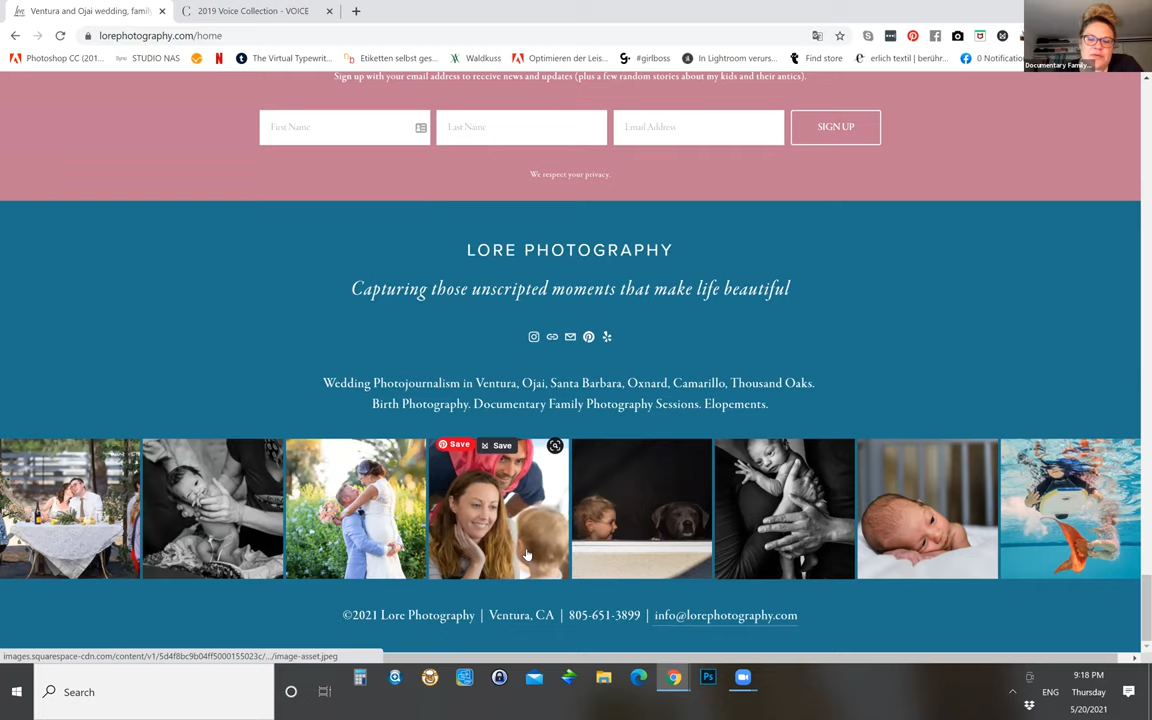 Ventura and Ojai wedding, famil
2019 Voice Collection - VOICE
lorephotography.com/home
Photoshop CC (201...
STUDIO NAS
The Virtual Typewrit...
Etiketten selbst ges...
Waldkuss
Optimieren der Leis...
#girlboss
In Lightroom verurs...
Find store
erlich textil | berühr...
0 Notificatio
Documentary Family...
Sign up with your email address to receive news and updates (plus a few random stories about my kids and their antics).
First Name
Last Name
Email Address
SIGN UP
We respect your privacy.
LORE PHOTOGRAPHY
Capturing those unscripted moments that make life beautiful
Wedding Photojournalism in Ventura, Ojai, Santa Barbara, Oxnard, Camarillo, Thousand Oaks.
Birth Photography. Documentary Family Photography Sessions. Elopements.
Save
Save
©2021 Lore Photography | Ventura, CA | 805-651-3899 | info@lorephotography.com
images.squarespace-cdn.com/content/v1/5d4f8bc9b04ff5000155023c/.../image-asset.jpeg
Search
Ps
ENG
9:18 PM
Thursday
5/20/2021